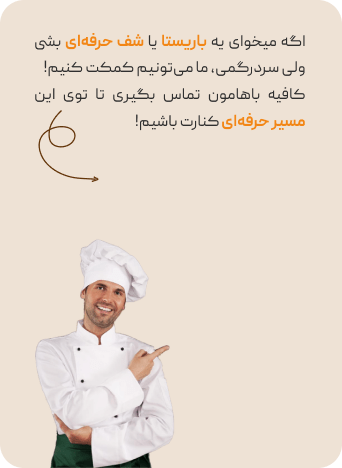 اگه میخوای یه باریستا یا شف حرفه‌ای بشی
ولی سردرگمی، ما می‌تونیم کمکت کنیم!
کافیه باهامون تماس بگیری تا توی این
مسیر حرفه‌ای کنارت باشیم!